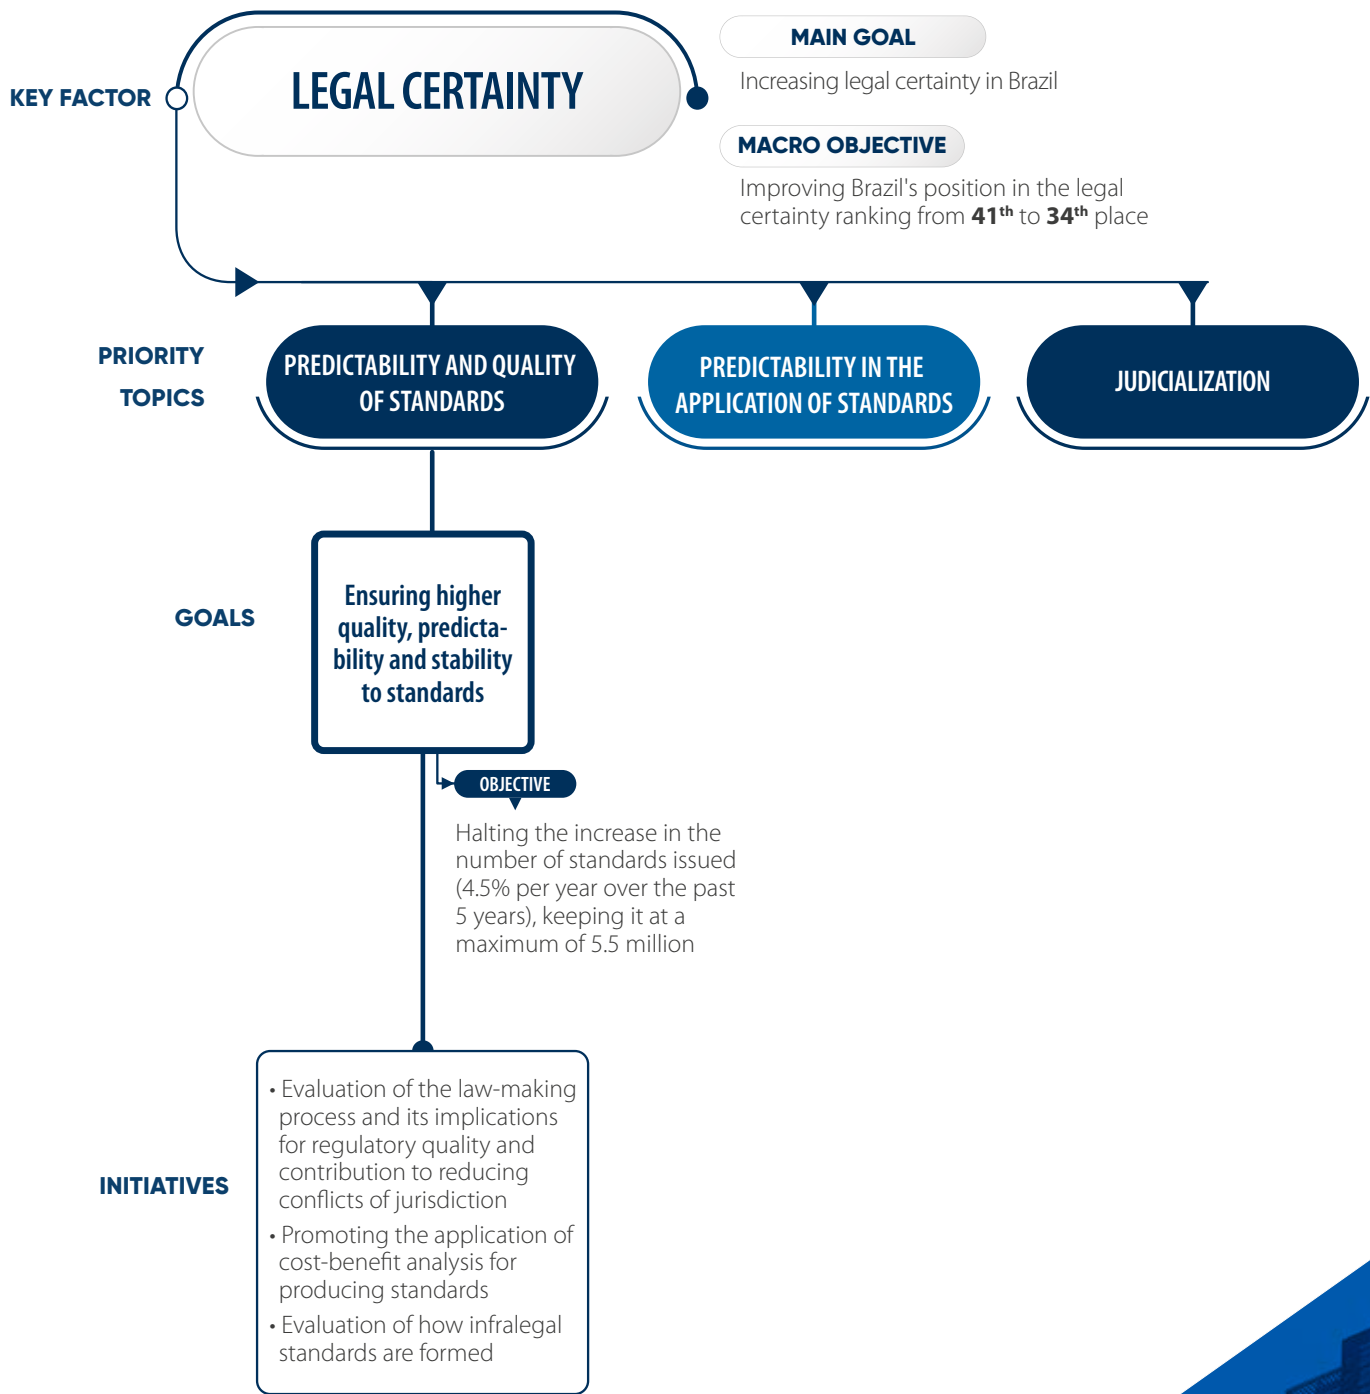 KEY FACTOR
LEGAL CERTAINTY
MAIN GOAL
Increasing legal certainty in Brazil
MACRO OBJECTIVE
Improving Brazil's position in the legal
certainty ranking from 41th to 34th place
PRIORITY
TOPICS
PREDICTABILITY AND QUALITY
OF STANDARDS
PREDICTABILITY IN THE
APPLICATION OF STANDARDS
JUDICIALIZATION
GOALS
Ensuring higher
quality, predicta-
bility and stability
to standards
OBJECTIVE
Halting the increase in the
number of standards issued
(4.5% per year over the past
5 years), keeping it at a
maximum of 5.5 million
INITIATIVES
• Evaluation of the law-making
process and its implications
for regulatory quality and
contribution to reducing
conflicts of jurisdiction
• Promoting the application of
cost-benefit analysis for
producing standards
• Evaluation of how infralegal
standards are formed